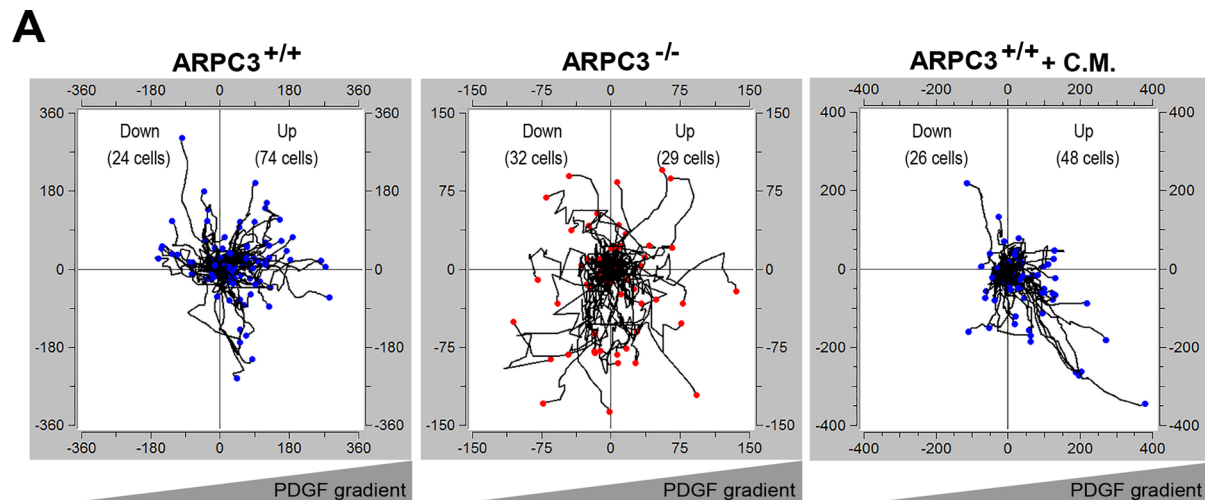 A
ARPC3+/+
-360 -180 0 180 360
360 360
Down Up
(24 cells) (74 cells)
180 180
0 0
-180 -180
-360 -360
-360 -180 0 180 360
PDGF gradient
ARPC3-/-
-150 -75 0 75 150
150 150
Down Up
(32 cells) (29 cells)
75 75
0 0
-75 -75
-150 -150
-150 -75 0 75 150
PDGF gradient
ARPC3+/+ + C.M.
-400 -200 0 200 400
400 400
Down Up
(26 cells) (48 cells)
200 200
0 0
-200 -200
-400 -400
-400 -200 0 200 400
PDGF gradient